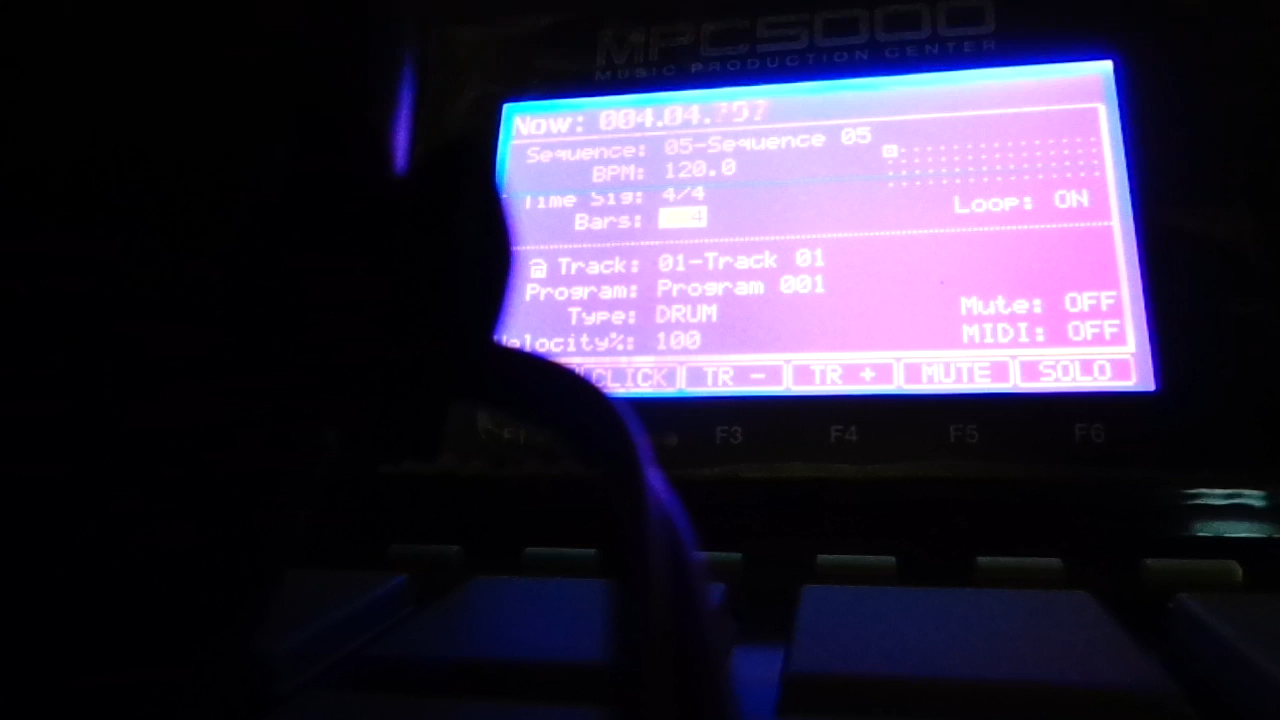 MPC5000
MUSIC PRODUCTION CENTER
Now: 004.04.
Sequence: 05-Sequence 05
BPM: 120.0
Time Sig: 4/4
Bars: 4
Loop: ON
Track: 01-Track 01
Program: Program 001
Type: DRUM
Mute: OFF
Velocity%: 100
MIDI: OFF
CLICK TR - TR + MUTE SOLO
F1 F3 F4 F5 F6